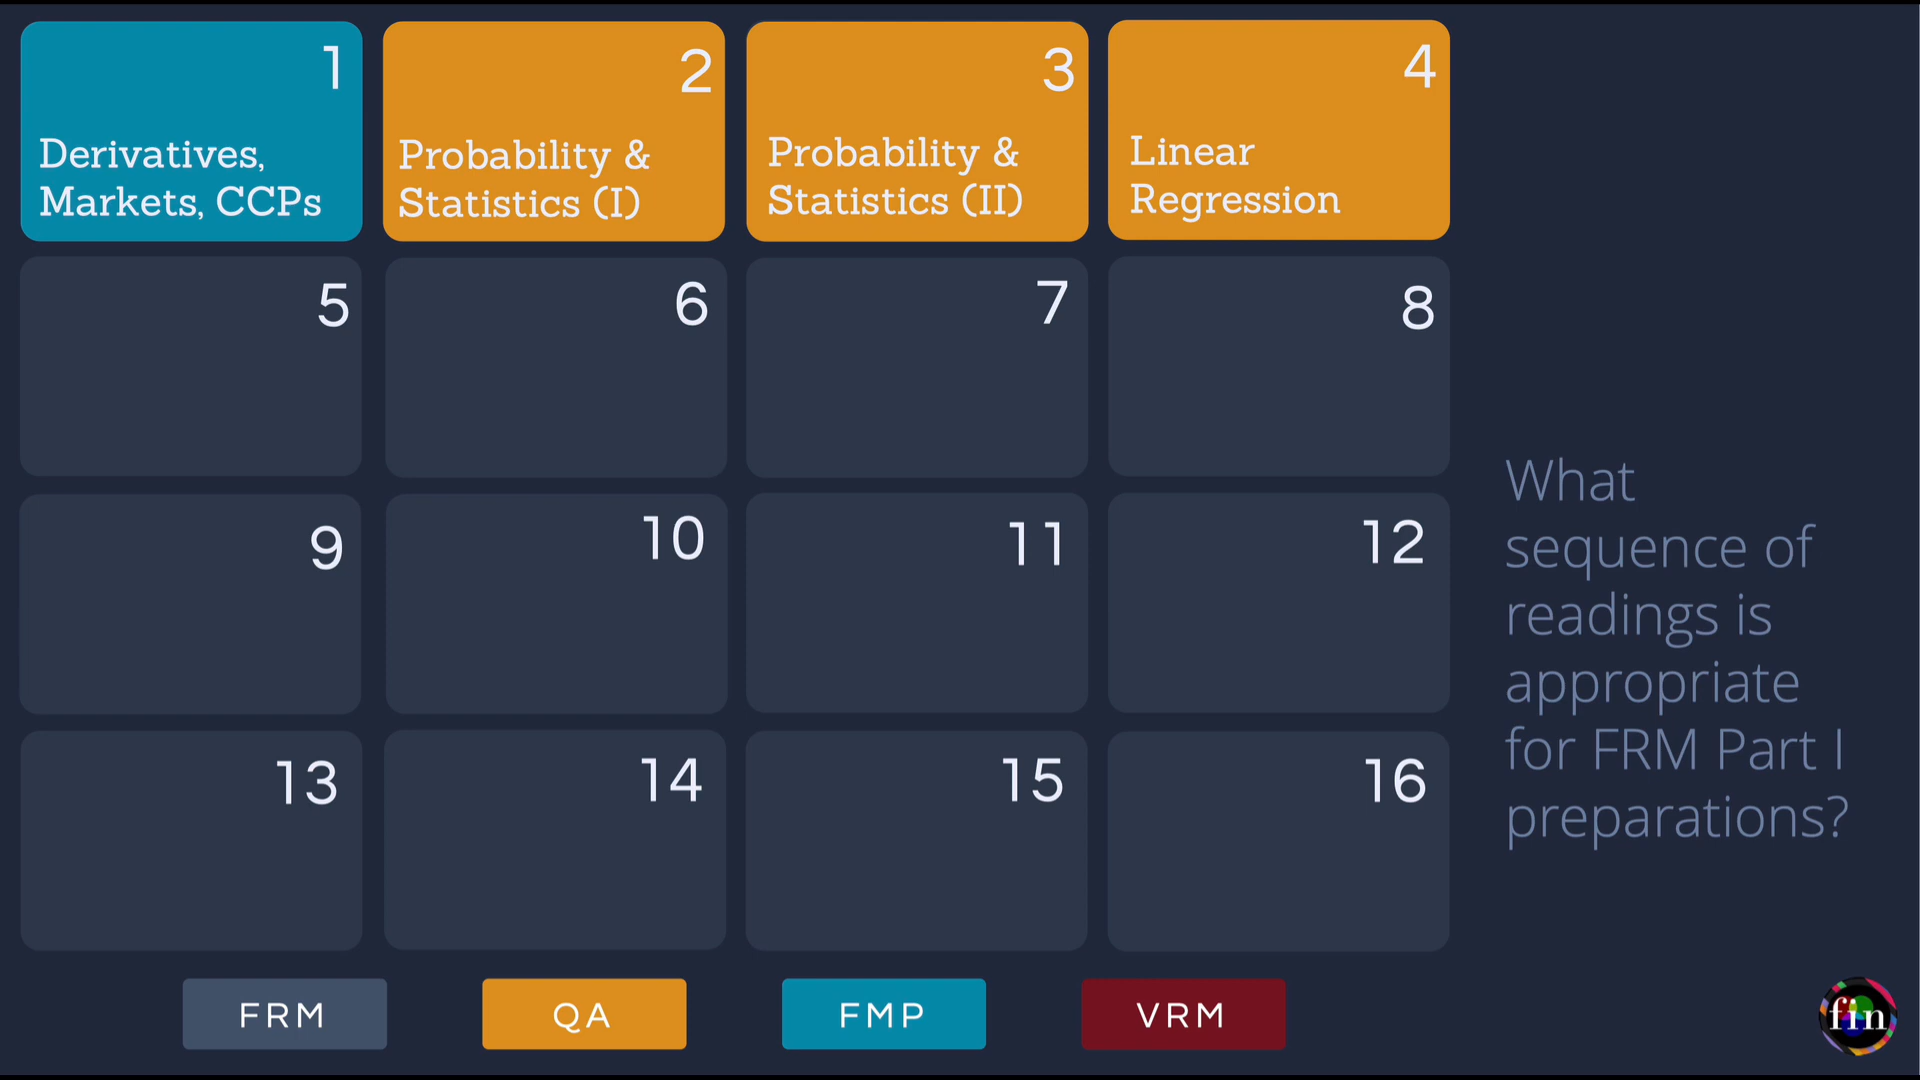 1
Derivatives,
Markets, CCPs
2
Probability &
Statistics (I)
3
Probability &
Statistics (II)
4
Linear
Regression
5
6
7
8
9
10
11
12
13
14
15
16
What
sequence of
readings is
appropriate
for FRM Part I
preparations?
FRM
QA
FMP
VRM
fin